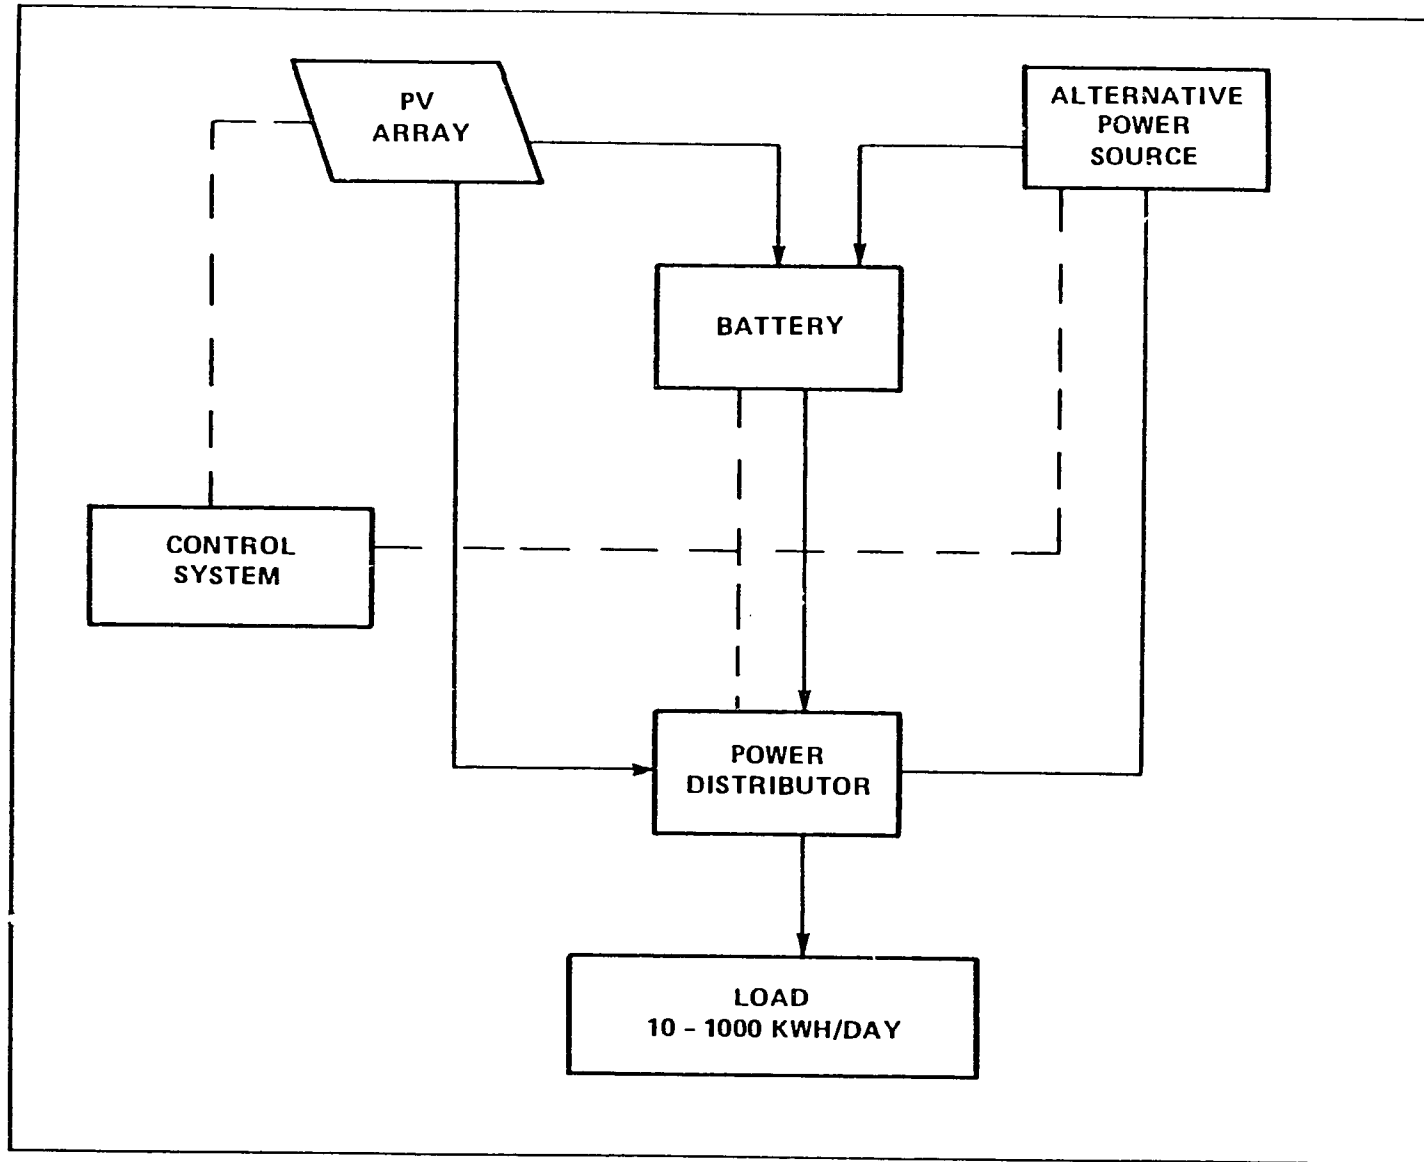 PV
ARRAY
ALTERNATIVE
POWER
SOURCE
BATTERY
CONTROL
SYSTEM
POWER
DISTRIBUTOR
LOAD
10 – 1000 KWH/DAY